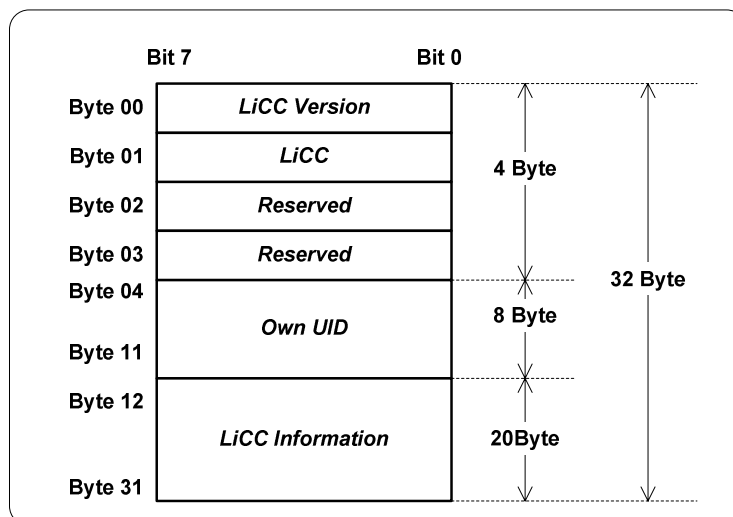 Bit 7 Bit 0
Byte 00 LiCC Version
Byte 01 LiCC 4 Byte
Byte 02 Reserved
Byte 03 Reserved
Byte 04 32 Byte
Own UID 8 Byte
Byte 11
Byte 12
LiCC Information 20Byte
Byte 31